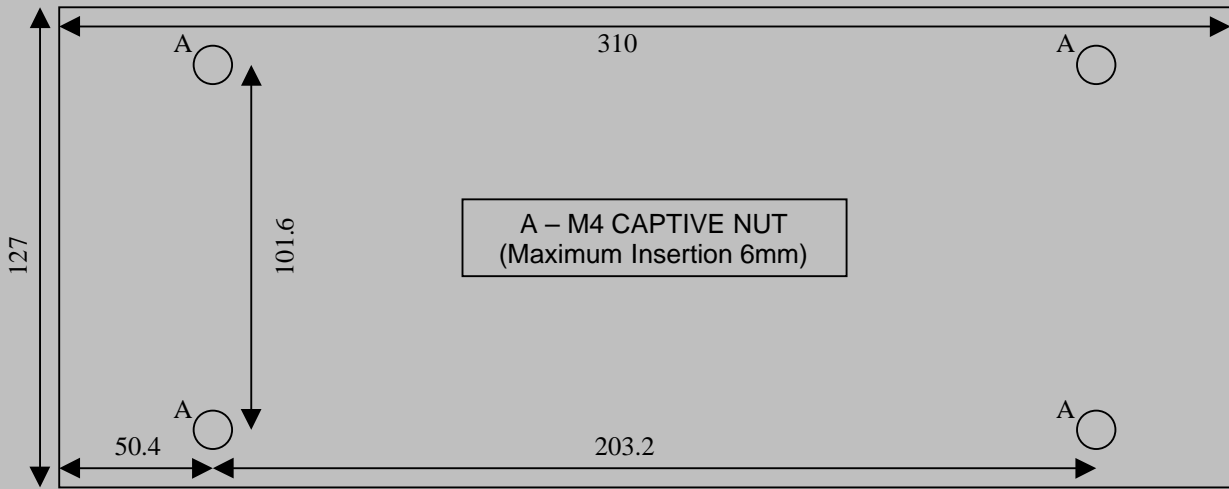 310
A
A
127
101.6
A – M4 CAPTIVE NUT
(Maximum Insertion 6mm)
A
A
50.4
203.2